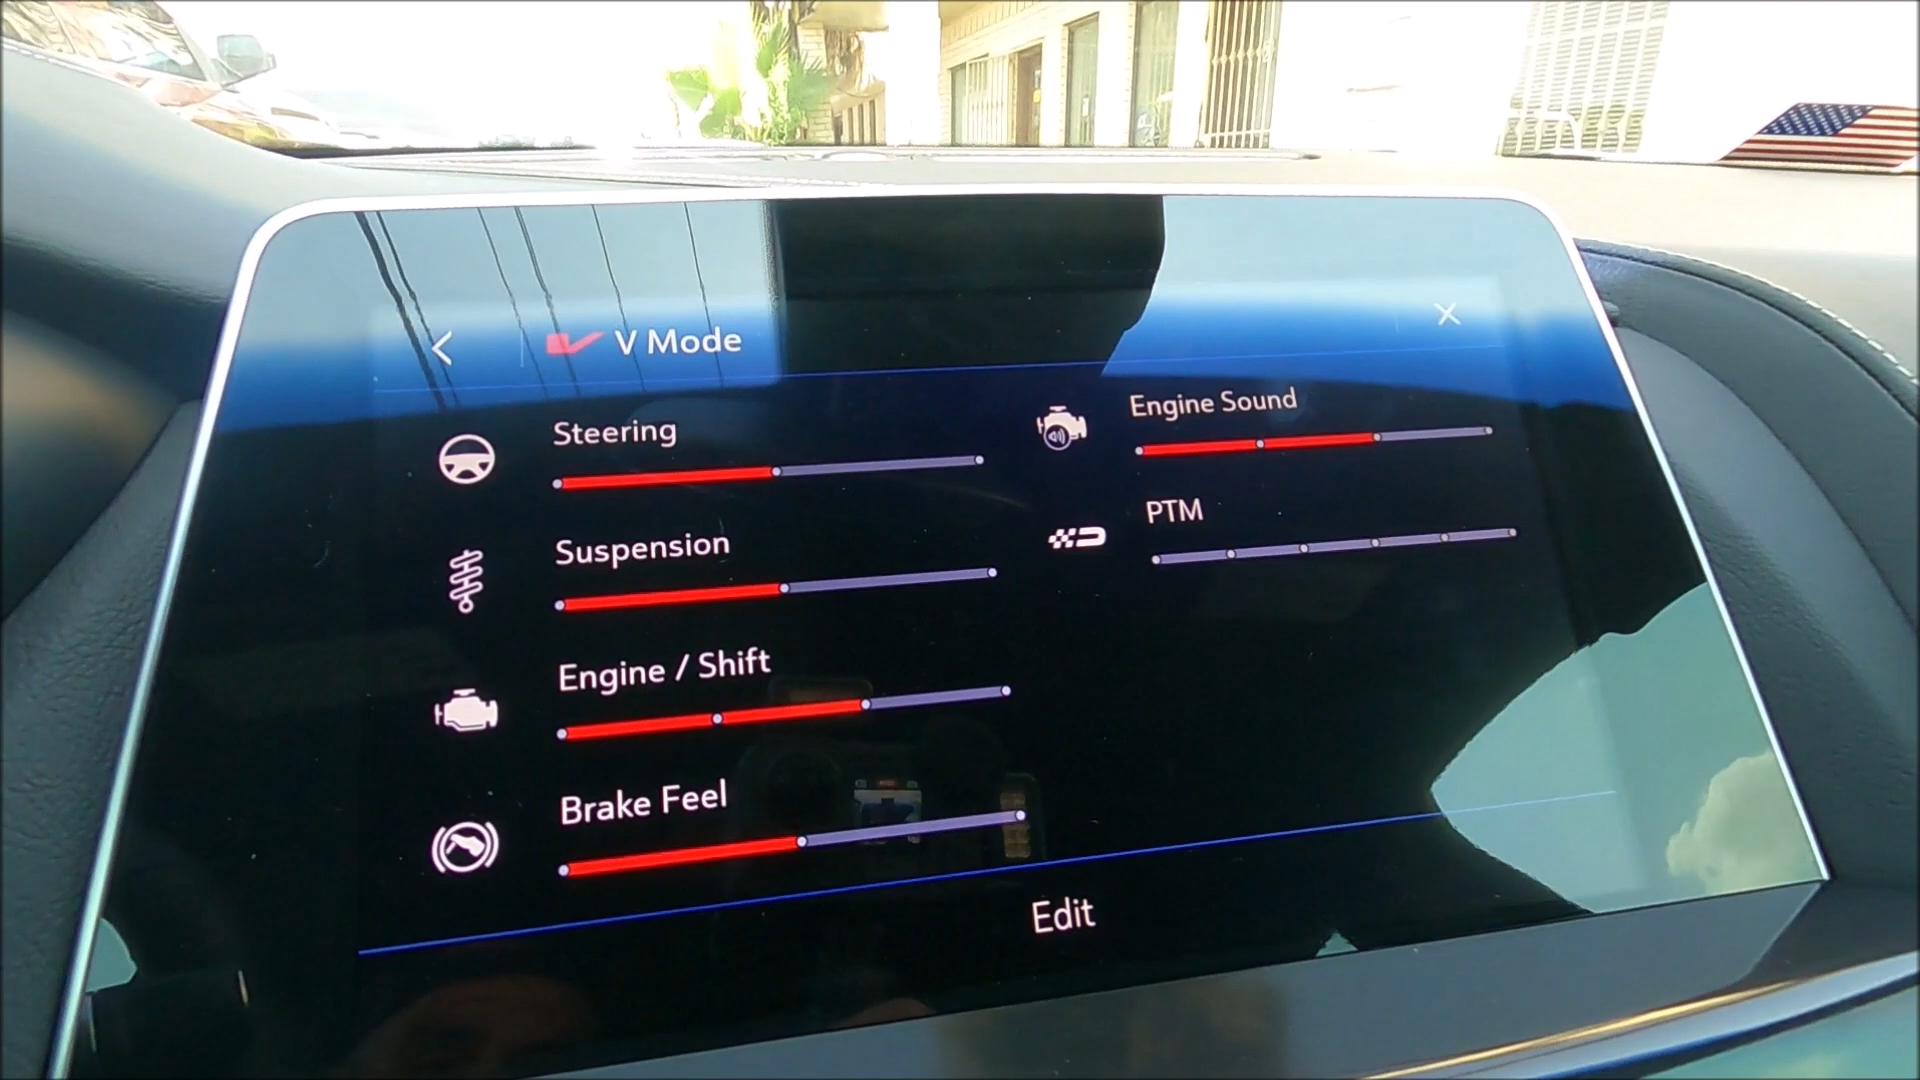 V Mode
Steering
Suspension
Engine / Shift
Brake Feel
Engine Sound
PTM
Edit